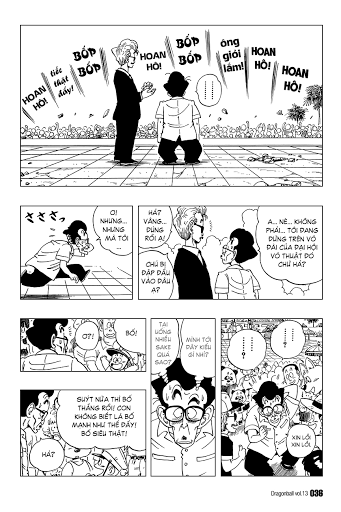 HOAN
HÔ!
tiếc
thật
đấy!
BỐP
BỐP
HOAN
HÔ!
BỐP
BỐP
ông
giỏi
lắm!
HOAN
HÔ!
HOAN
HÔ!
.......
A... NÈ... KHÔNG
PHẢI... TÔI ĐANG
ĐỨNG TRÊN VÕ
ĐÀI CỦA ĐẠI HỘI
VÕ THUẬT ĐÓ
CHỨ HẢ?
HẢ?
VÂNG...
ĐÚNG
RỒI Ạ!
CHÚ BỊ
ĐẬP ĐẦU
VÀO ĐÂU
Ạ?
Ơ!
NHƯNG...
NHƯNG
MÀ TÔI
......?
......?
XIN LỖI,
XIN LỖI.
MÌNH TỚI
ĐÂY KIỂU
GÌ NHỈ?
TẠI
UỐNG
NHIỀU
SAKE
QUÁ
SAO?
BỐ!
Ơ?!
SUÝT NỮA THÌ BỐ
THẮNG RỒI! CON
KHÔNG BIẾT LÀ BỐ
MẠNH NHƯ THẾ ĐẤY!
BỐ SIÊU THẬT!
HẢ?
Dragonball vol.13 036